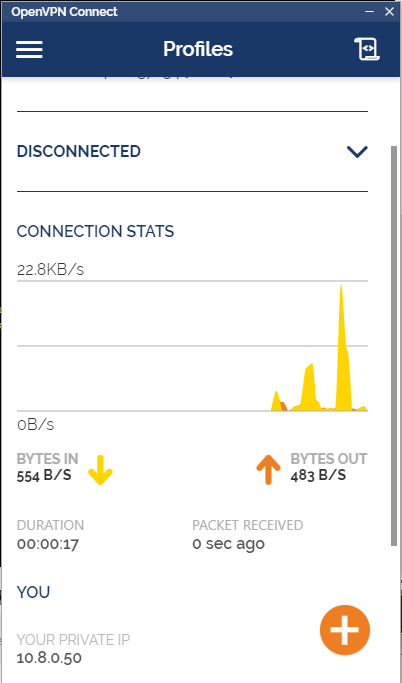 OpenVPN Connect
Profiles
DISCONNECTED
CONNECTION STATS
22.8KB/s
0B/s
BYTES IN
554 B/S
BYTES OUT
483 B/S
DURATION
00:00:17
PACKET RECEIVED
0 sec ago
YOU
YOUR PRIVATE IP
10.8.0.50